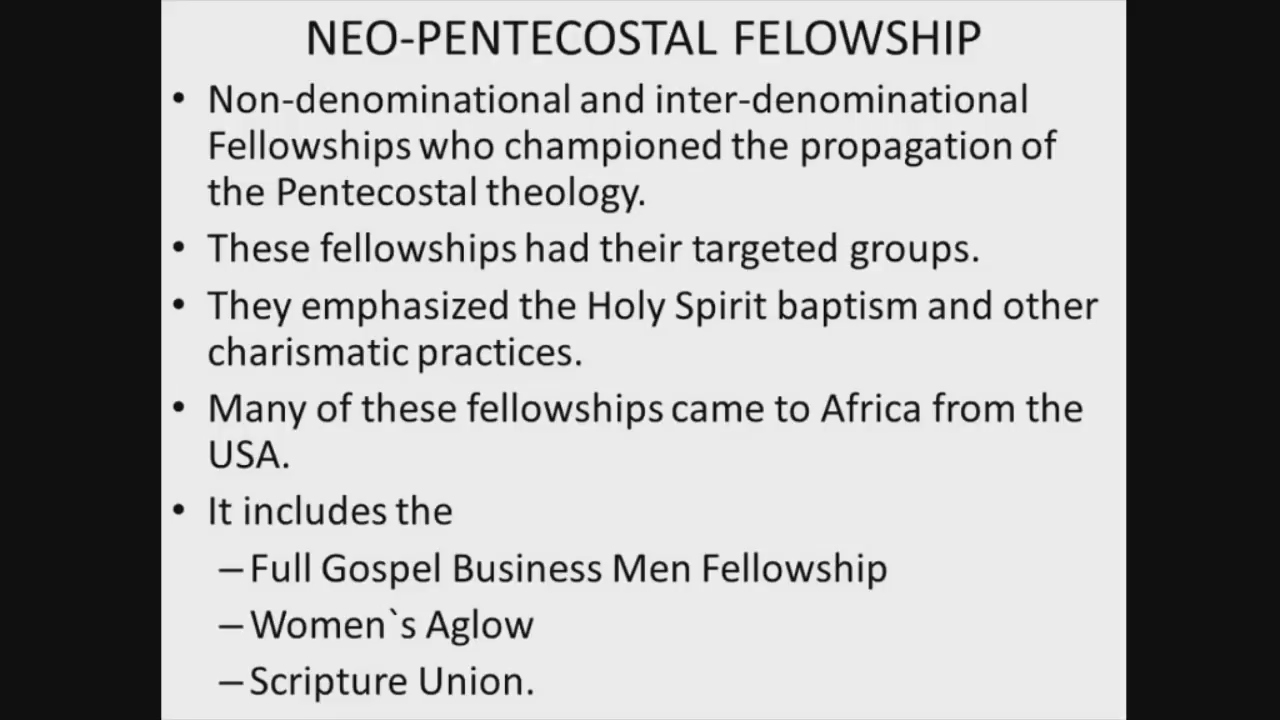 NEO-PENTECOSTAL FELOWSHIP
• Non-denominational and inter-denominational
Fellowships who championed the propagation of
the Pentecostal theology.
• These fellowships had their targeted groups.
• They emphasized the Holy Spirit baptism and other
charismatic practices.
• Many of these fellowships came to Africa from the
USA.
• It includes the
–Full Gospel Business Men Fellowship
–Women`s Aglow
–Scripture Union.